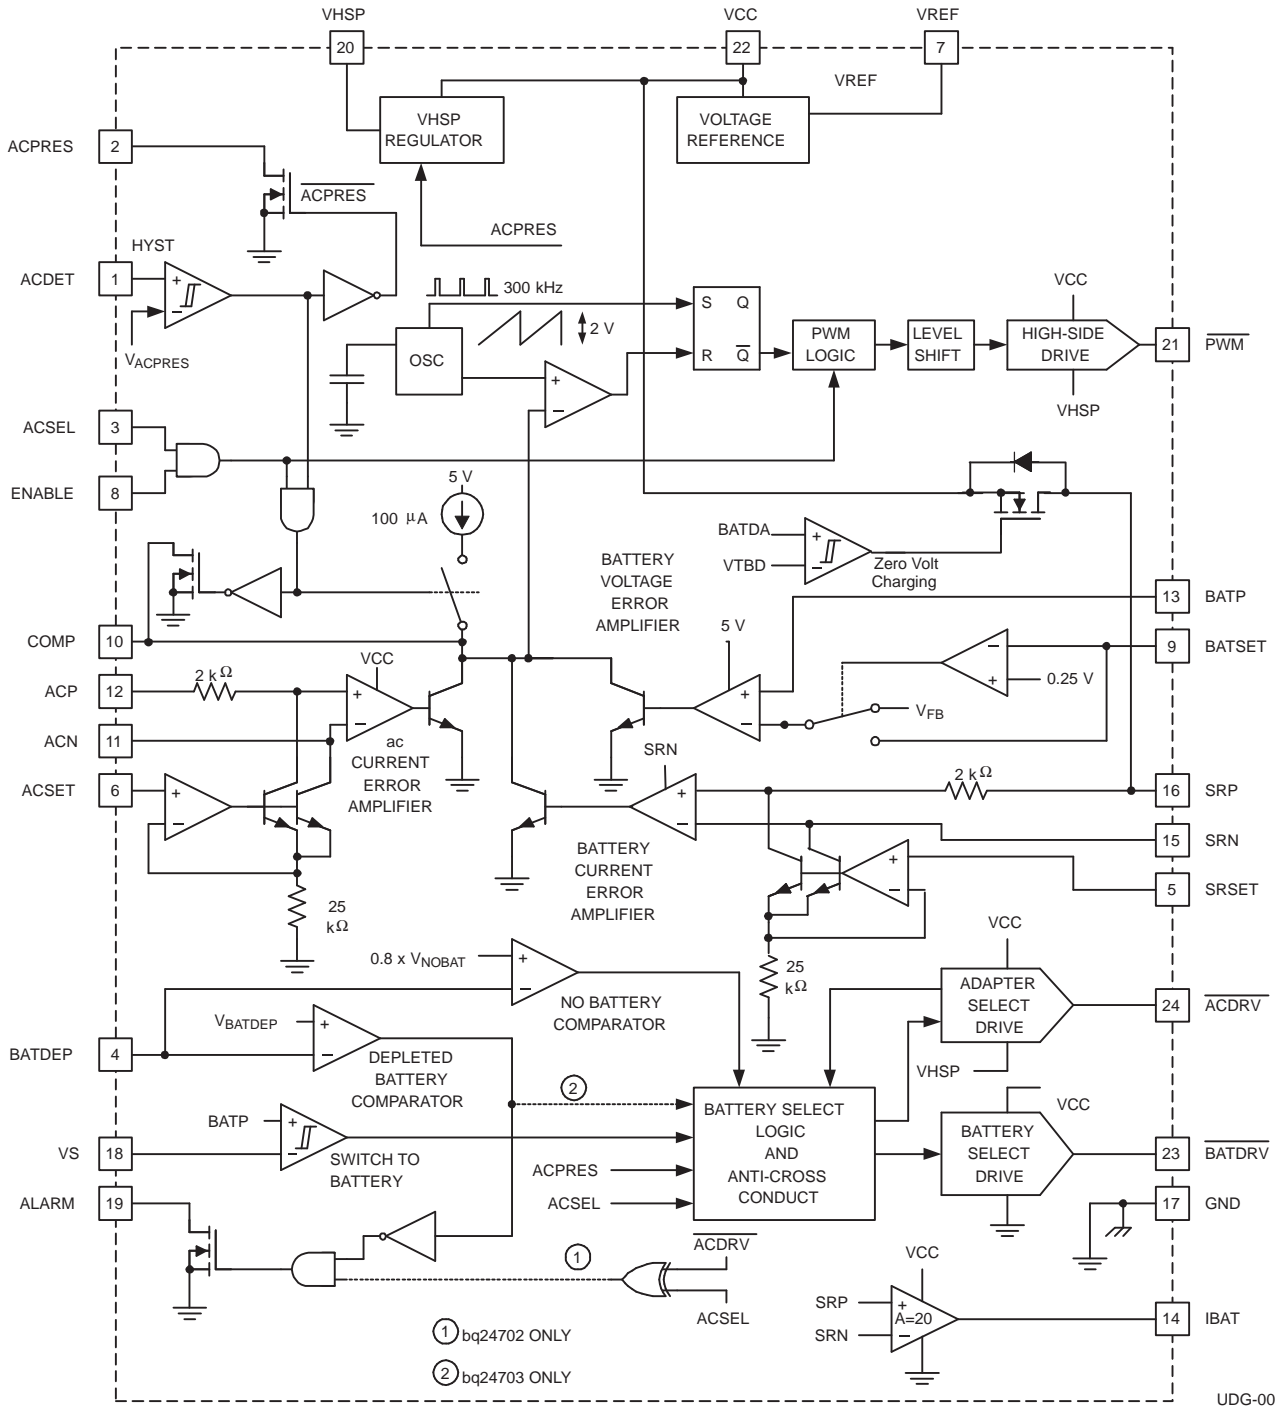 VHSP
VCC
VREF
20
22
7
VREF
VHSP
REGULATOR
VOLTAGE
REFERENCE
ACPRES
2
ACPRES
ACPRES
HYST
ACDET
1
+
−
VACPRES
300 kHz
2 V
OSC
+
−
S Q
R Q
PWM
LOGIC
LEVEL
SHIFT
VCC
HIGH-SIDE
DRIVE
VHSP
21
PWM
ACSEL
3
ENABLE
8
5 V
100 µA
BATDA
VTBD
+
−
Zero Volt
Charging
BATTERY
VOLTAGE
ERROR
AMPLIFIER
13
BATP
COMP
10
5 V
+
−
−
+
0.25 V
9
BATSET
VFB
ACP
12
2 kΩ
VCC
+
−
ACN
11
ac
CURRENT
ERROR
AMPLIFIER
ACSET
6
+
−
25
kΩ
SRN
+
−
2 kΩ
16
SRP
15
SRN
BATTERY
CURRENT
ERROR
AMPLIFIER
+
−
5
SRSET
25
kΩ
0.8 x VNOBAT
+
−
NO BATTERY
COMPARATOR
VCC
ADAPTER
SELECT
DRIVE
VHSP
24
ACDRV
BATDEP
4
VBATDEP
+
−
DEPLETED
BATTERY
COMPARATOR
2
BATTERY SELECT
LOGIC
AND
ANTI-CROSS
CONDUCT
VCC
BATTERY
SELECT
DRIVE
23
BATDRV
BATP
+
−
VS
18
SWITCH TO
BATTERY
ACPRES
ACSEL
ALARM
19
17
GND
1
ACDRV
ACSEL
VCC
SRP
SRN
+
A=20
−
14
IBAT
1 bq24702 ONLY
2 bq24703 ONLY
UDG-00